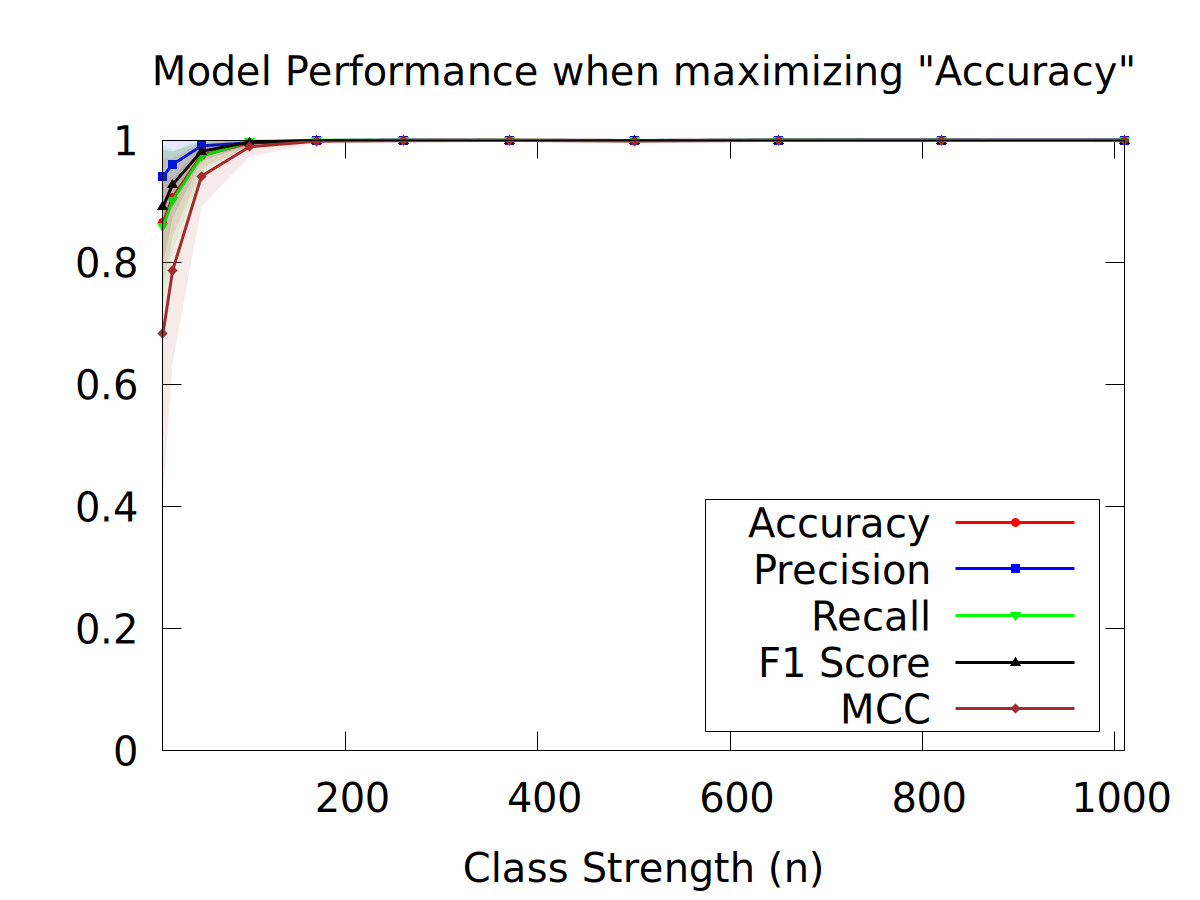 Model Performance when maximizing "Accuracy"
1
0.8
0.6
0.4
0.2
0
Accuracy
Precision
Recall
F1 Score
MCC
200 400 600 800 1000
Class Strength (n)